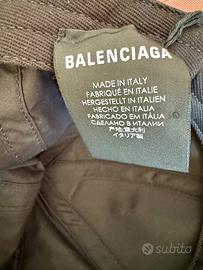 BALENCIAGA
MADE IN ITALY
FABRIQUÉ EN ITALIE
HERGESTELLT IN ITALIEN
HECHO EN ITALIA
FABRICADO EM ITÁLIA
СДЕЛАНО В ИТАЛИИ
产地:意大利
イタリア製
subito